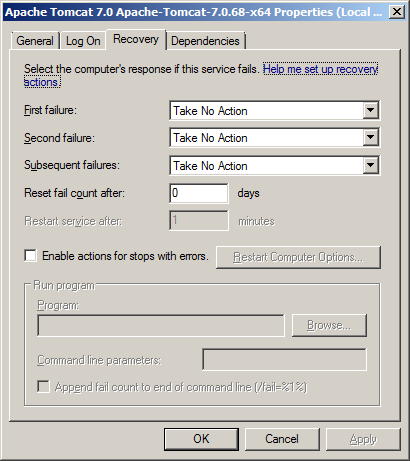 Apache Tomcat 7.0 Apache-Tomcat-7.0.68-x64 Properties (Local ...
General Log On Recovery Dependencies
Select the computer's response if this service fails. Help me set up recovery
actions.
First failure: Take No Action
Second failure: Take No Action
Subsequent failures: Take No Action
Reset fail count after: 0 days
Restart service after: 1 minutes
Enable actions for stops with errors. Restart Computer Options...
Run program
Program:
Browse...
Command line parameters:
Append fail count to end of command line (/fail=%1%)
OK Cancel Apply